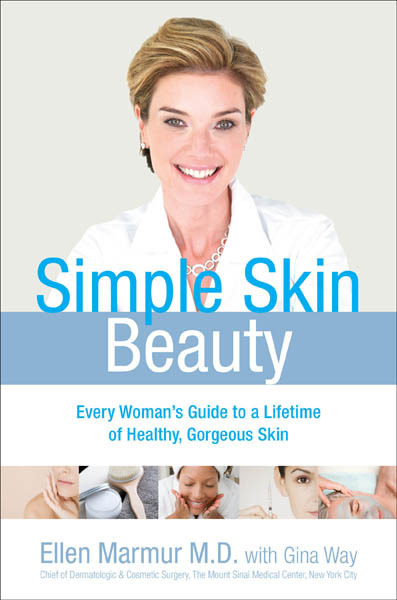 Simple Skin
Beauty
Every Woman's Guide to a Lifetime
of Healthy, Gorgeous Skin
Ellen Marmur M.D. with Gina Way
Chief of Dermatologic & Cosmetic Surgery, The Mount Sinai Medical Center, New York City